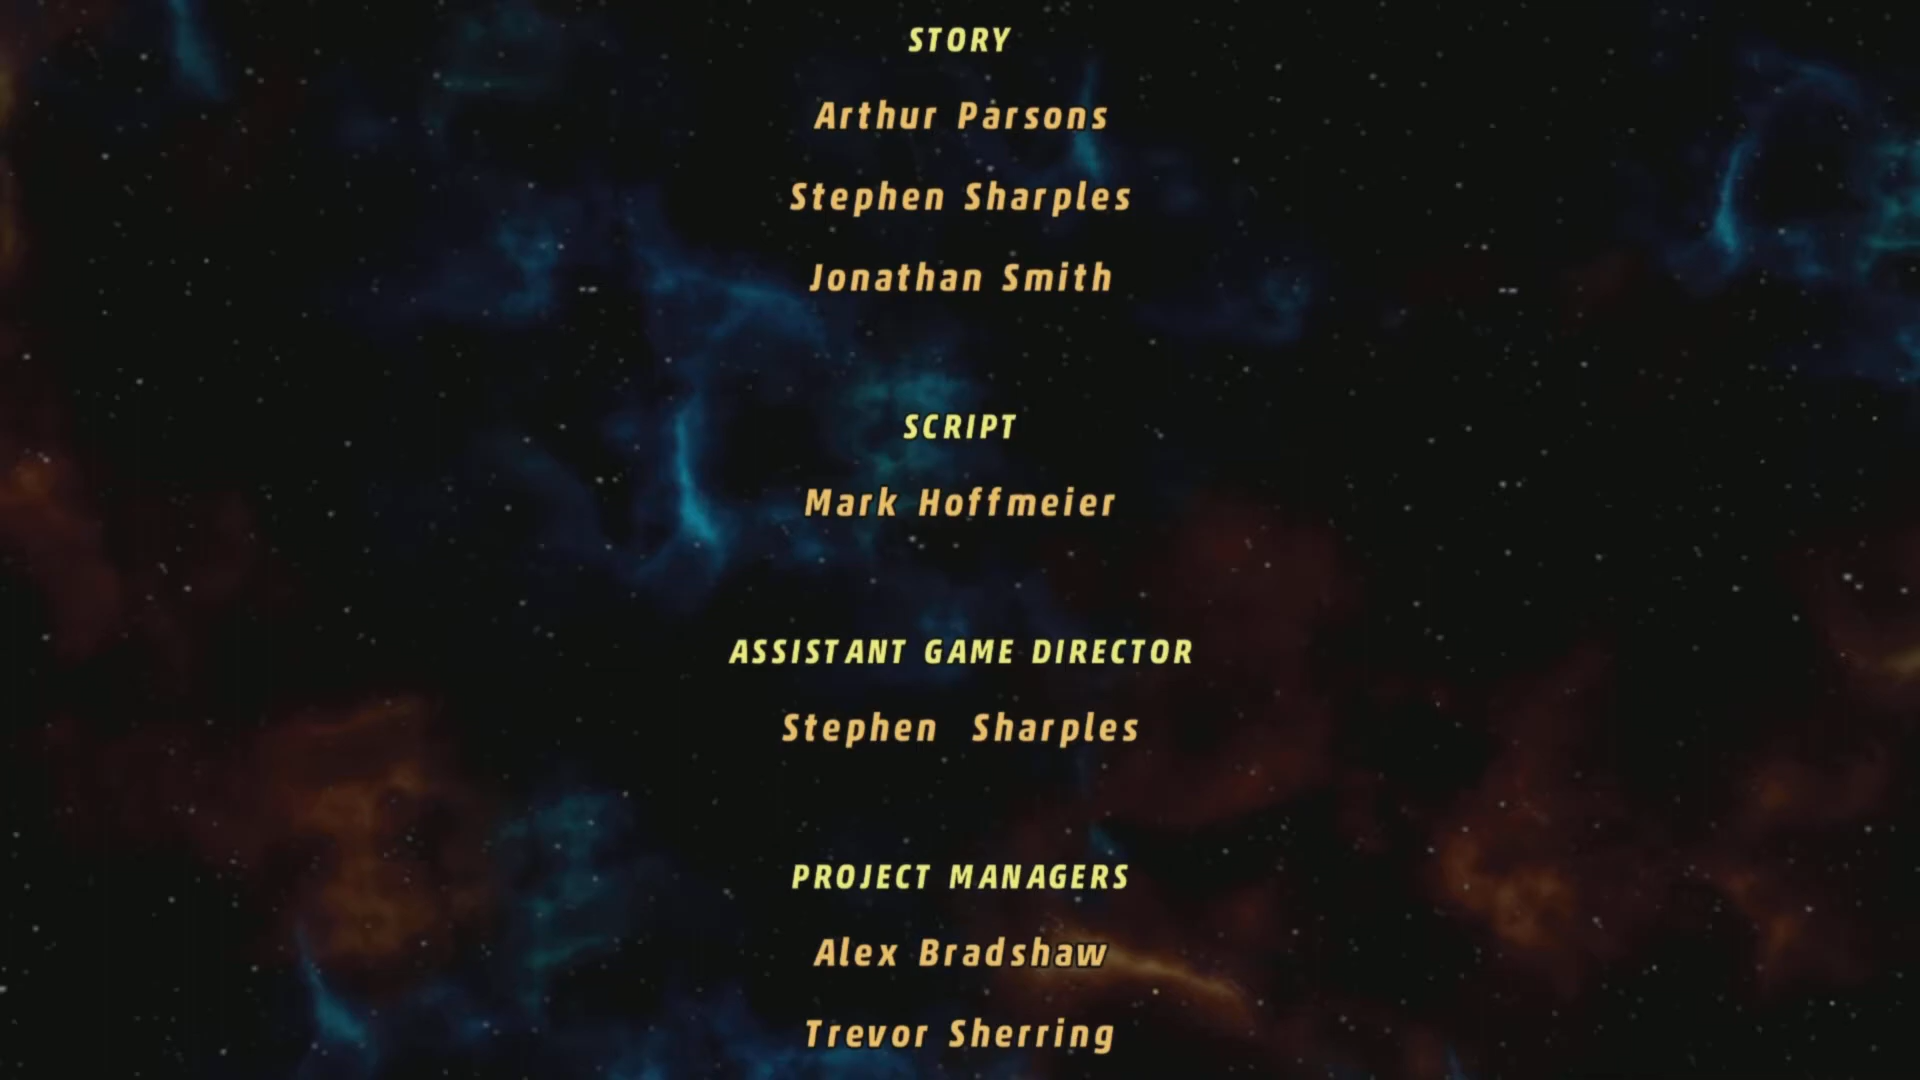 STORY
Arthur Parsons
Stephen Sharples
Jonathan Smith
SCRIPT
Mark Hoffmeier
ASSISTANT GAME DIRECTOR
Stephen Sharples
PROJECT MANAGERS
Alex Bradshaw
Trevor Sherring